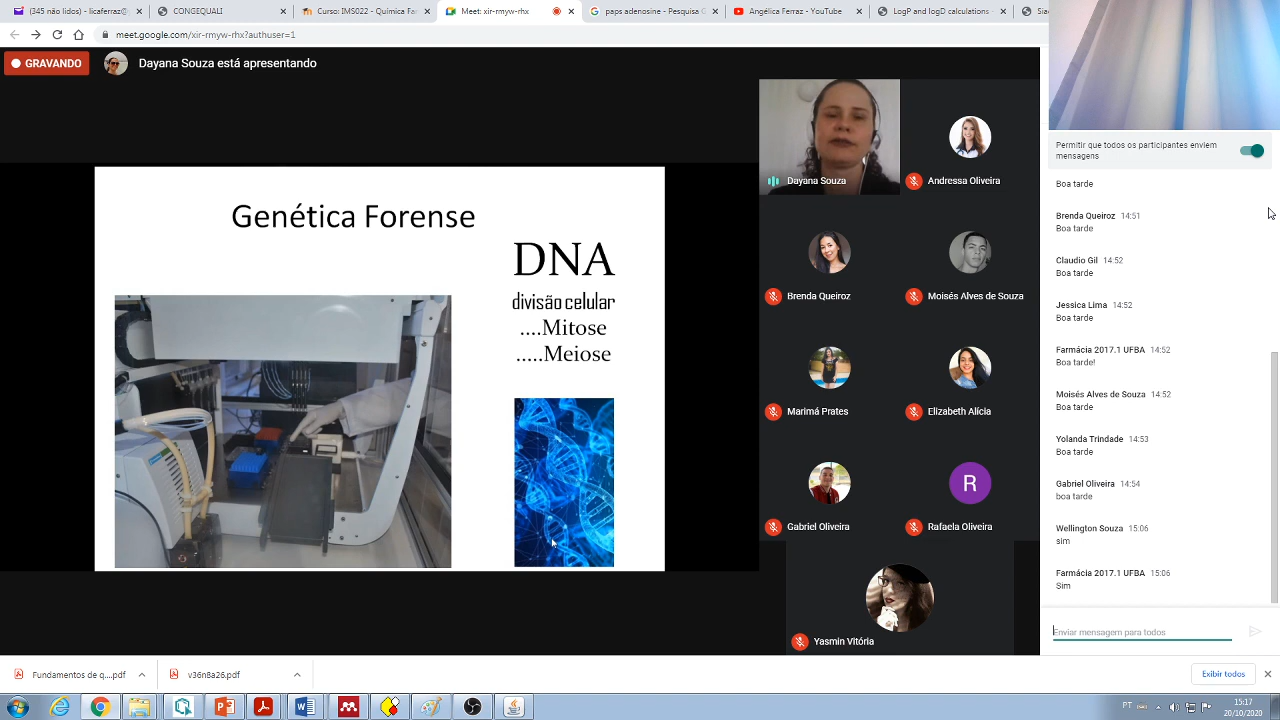 (345 não lidos) - licaferaz@
CONGEQUALI
Curso: IMS022 - Química Far
Meet: xir-rmyw-rhx
paps adenosine - Pesquisa G
Angélica Ferraz - YouTube
LogP and logD calculations -
meet.google.com/xir-rmyw-rhx?authuser=1
GRAVANDO
Dayana Souza está apresentando
Genética Forense
DNA
divisão celular
....Mitose
.....Meiose
Dayana Souza
Andressa Oliveira
Brenda Queiroz
Moisés Alves de Souza
Marimá Prates
Elizabeth Alícia
Gabriel Oliveira
R
Rafaela Oliveira
Yasmin Vitória
Permitir que todos os participantes enviem
mensagens
Boa tarde
Brenda Queiroz 14:51
Boa tarde
Claudio Gil 14:52
Boa tarde
Jessica Lima 14:52
Boa tarde
Farmácia 2017.1 UFBA 14:52
Boa tarde!
Moisés Alves de Souza 14:52
Boa tarde
Yolanda Trindade 14:53
Boa tarde
Gabriel Oliveira 14:54
boa tarde
Wellington Souza 15:06
sim
Farmácia 2017.1 UFBA 15:06
Sim
Enviar mensagem para todos
Fundamentos de q....pdf
v36n8a26.pdf
Exibir todos
PT
15:17
20/10/2020